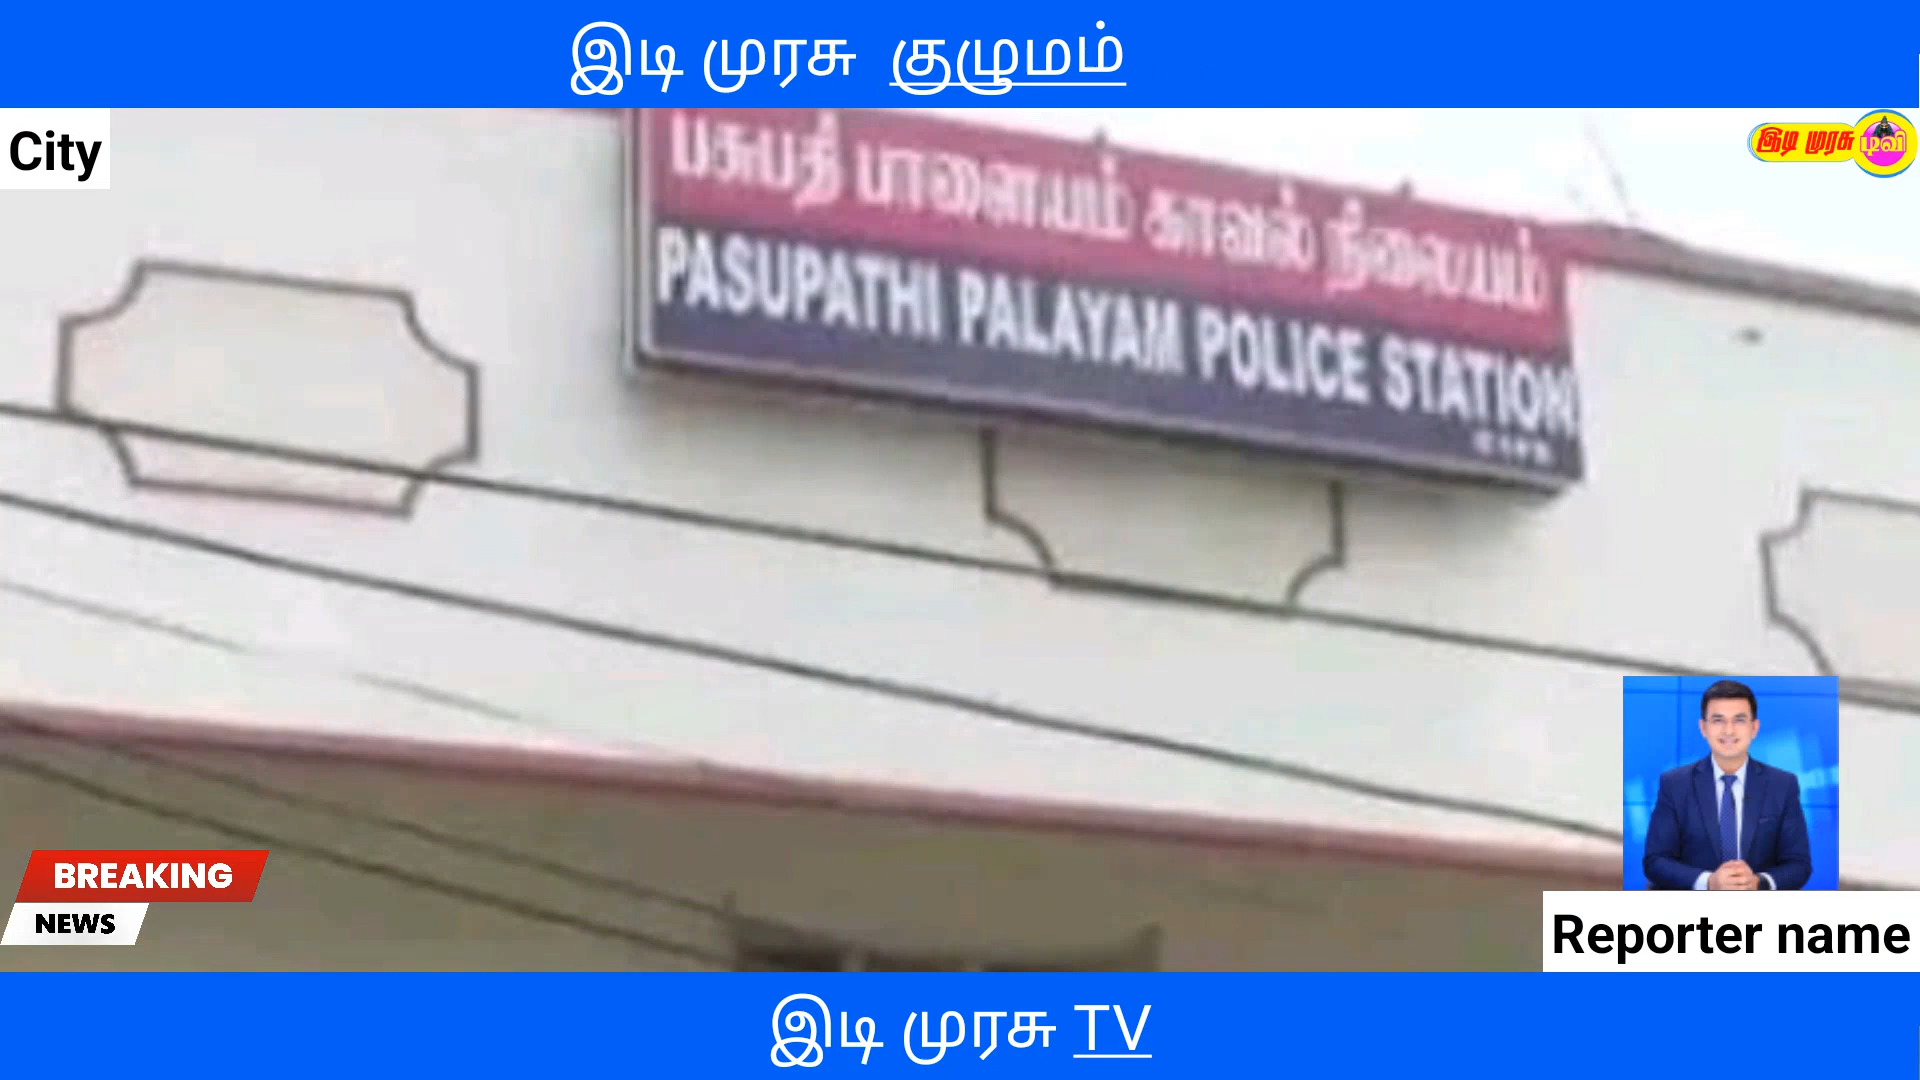 இடி முரசு குழுமம்
City
இடி முரசு டிவி
பசுபதி பாளையம் காவல் நிலையம்
PASUPATHI PALAYAM POLICE STATION
BREAKING
NEWS
Reporter name
இடி முரசு TV